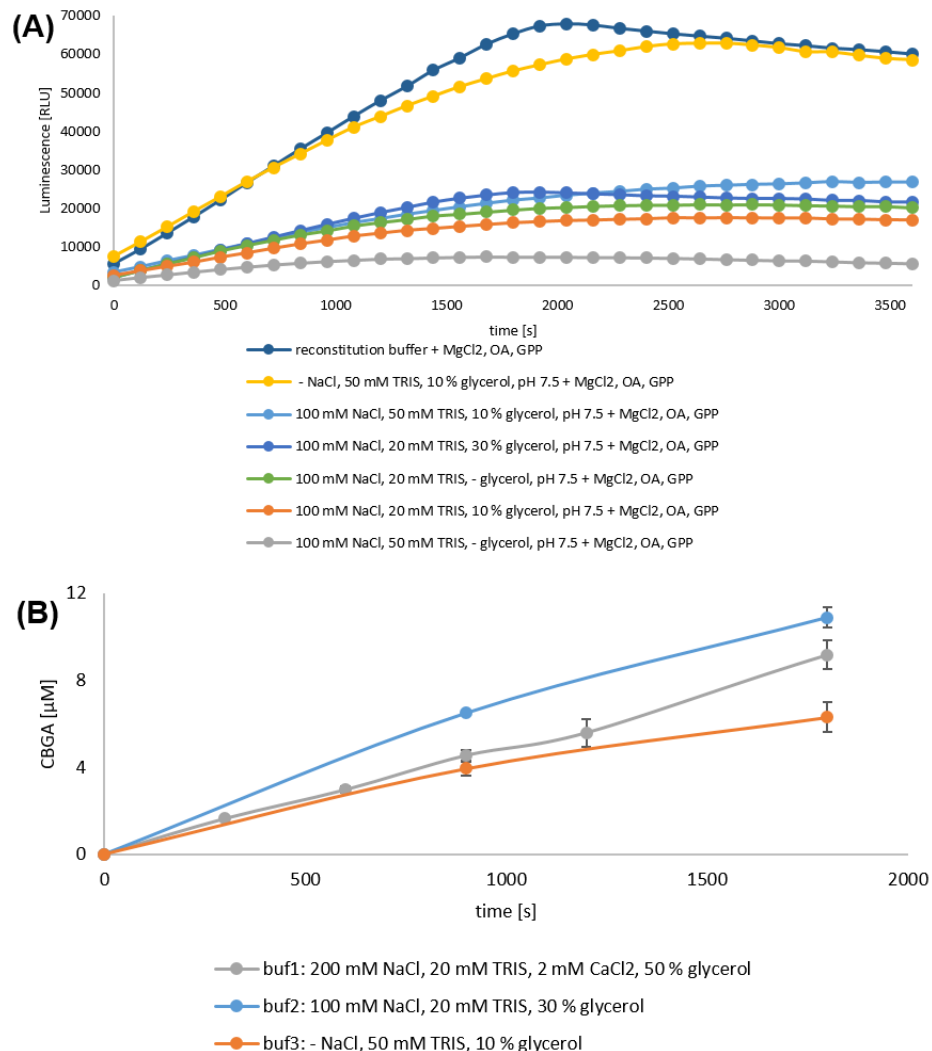 (A)
70000
60000
50000
40000
30000
20000
10000
0
Luminescence [RLU]
0 500 1000 1500 2000 2500 3000 3500
time [s]
reconstitution buffer + MgCl2, OA, GPP
- NaCl, 50 mM TRIS, 10 % glycerol, pH 7.5 + MgCl2, OA, GPP
100 mM NaCl, 50 mM TRIS, 10 % glycerol, pH 7.5 + MgCl2, OA, GPP
100 mM NaCl, 20 mM TRIS, 30 % glycerol, pH 7.5 + MgCl2, OA, GPP
100 mM NaCl, 20 mM TRIS, - glycerol, pH 7.5 + MgCl2, OA, GPP
100 mM NaCl, 20 mM TRIS, 10 % glycerol, pH 7.5 + MgCl2, OA, GPP
100 mM NaCl, 50 mM TRIS, - glycerol, pH 7.5 + MgCl2, OA, GPP
(B)
12
8
4
0
CBGA [µM]
0 500 1000 1500 2000
time [s]
buf1: 200 mM NaCl, 20 mM TRIS, 2 mM CaCl2, 50 % glycerol
buf2: 100 mM NaCl, 20 mM TRIS, 30 % glycerol
buf3: - NaCl, 50 mM TRIS, 10 % glycerol